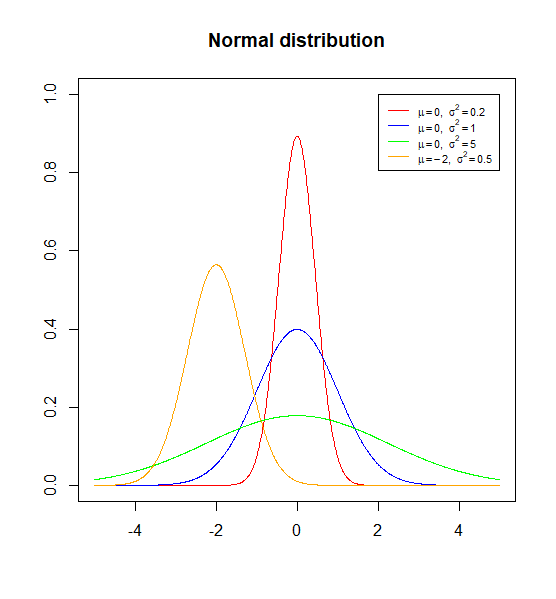 Normal distribution
μ=0, σ²=0.2
μ=0, σ²=1
μ=0, σ²=5
μ=−2, σ²=0.5
1.0
0.8
0.6
0.4
0.2
0.0
-4 -2 0 2 4